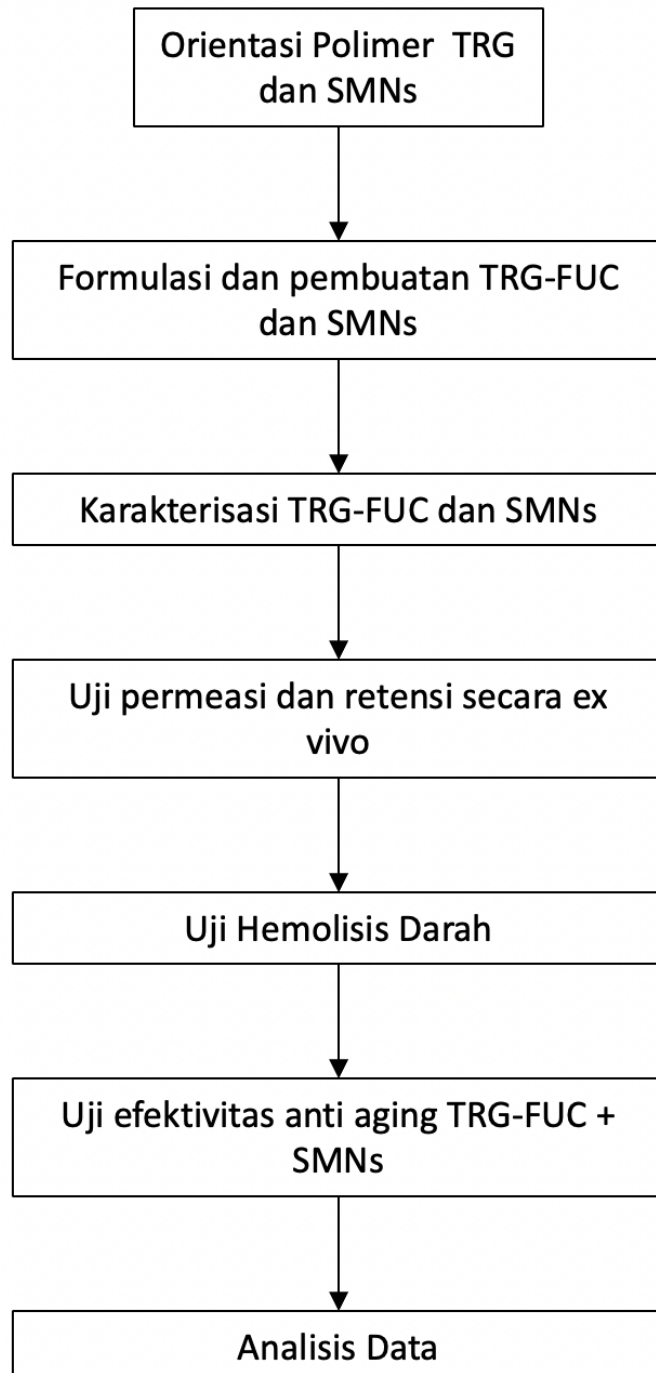 Orientasi Polimer TRG
dan SMNs
Formulasi dan pembuatan TRG-FUC
dan SMNs
Karakterisasi TRG-FUC dan SMNs
Uji permeasi dan retensi secara ex
vivo
Uji Hemolisis Darah
Uji efektivitas anti aging TRG-FUC +
SMNs
Analisis Data